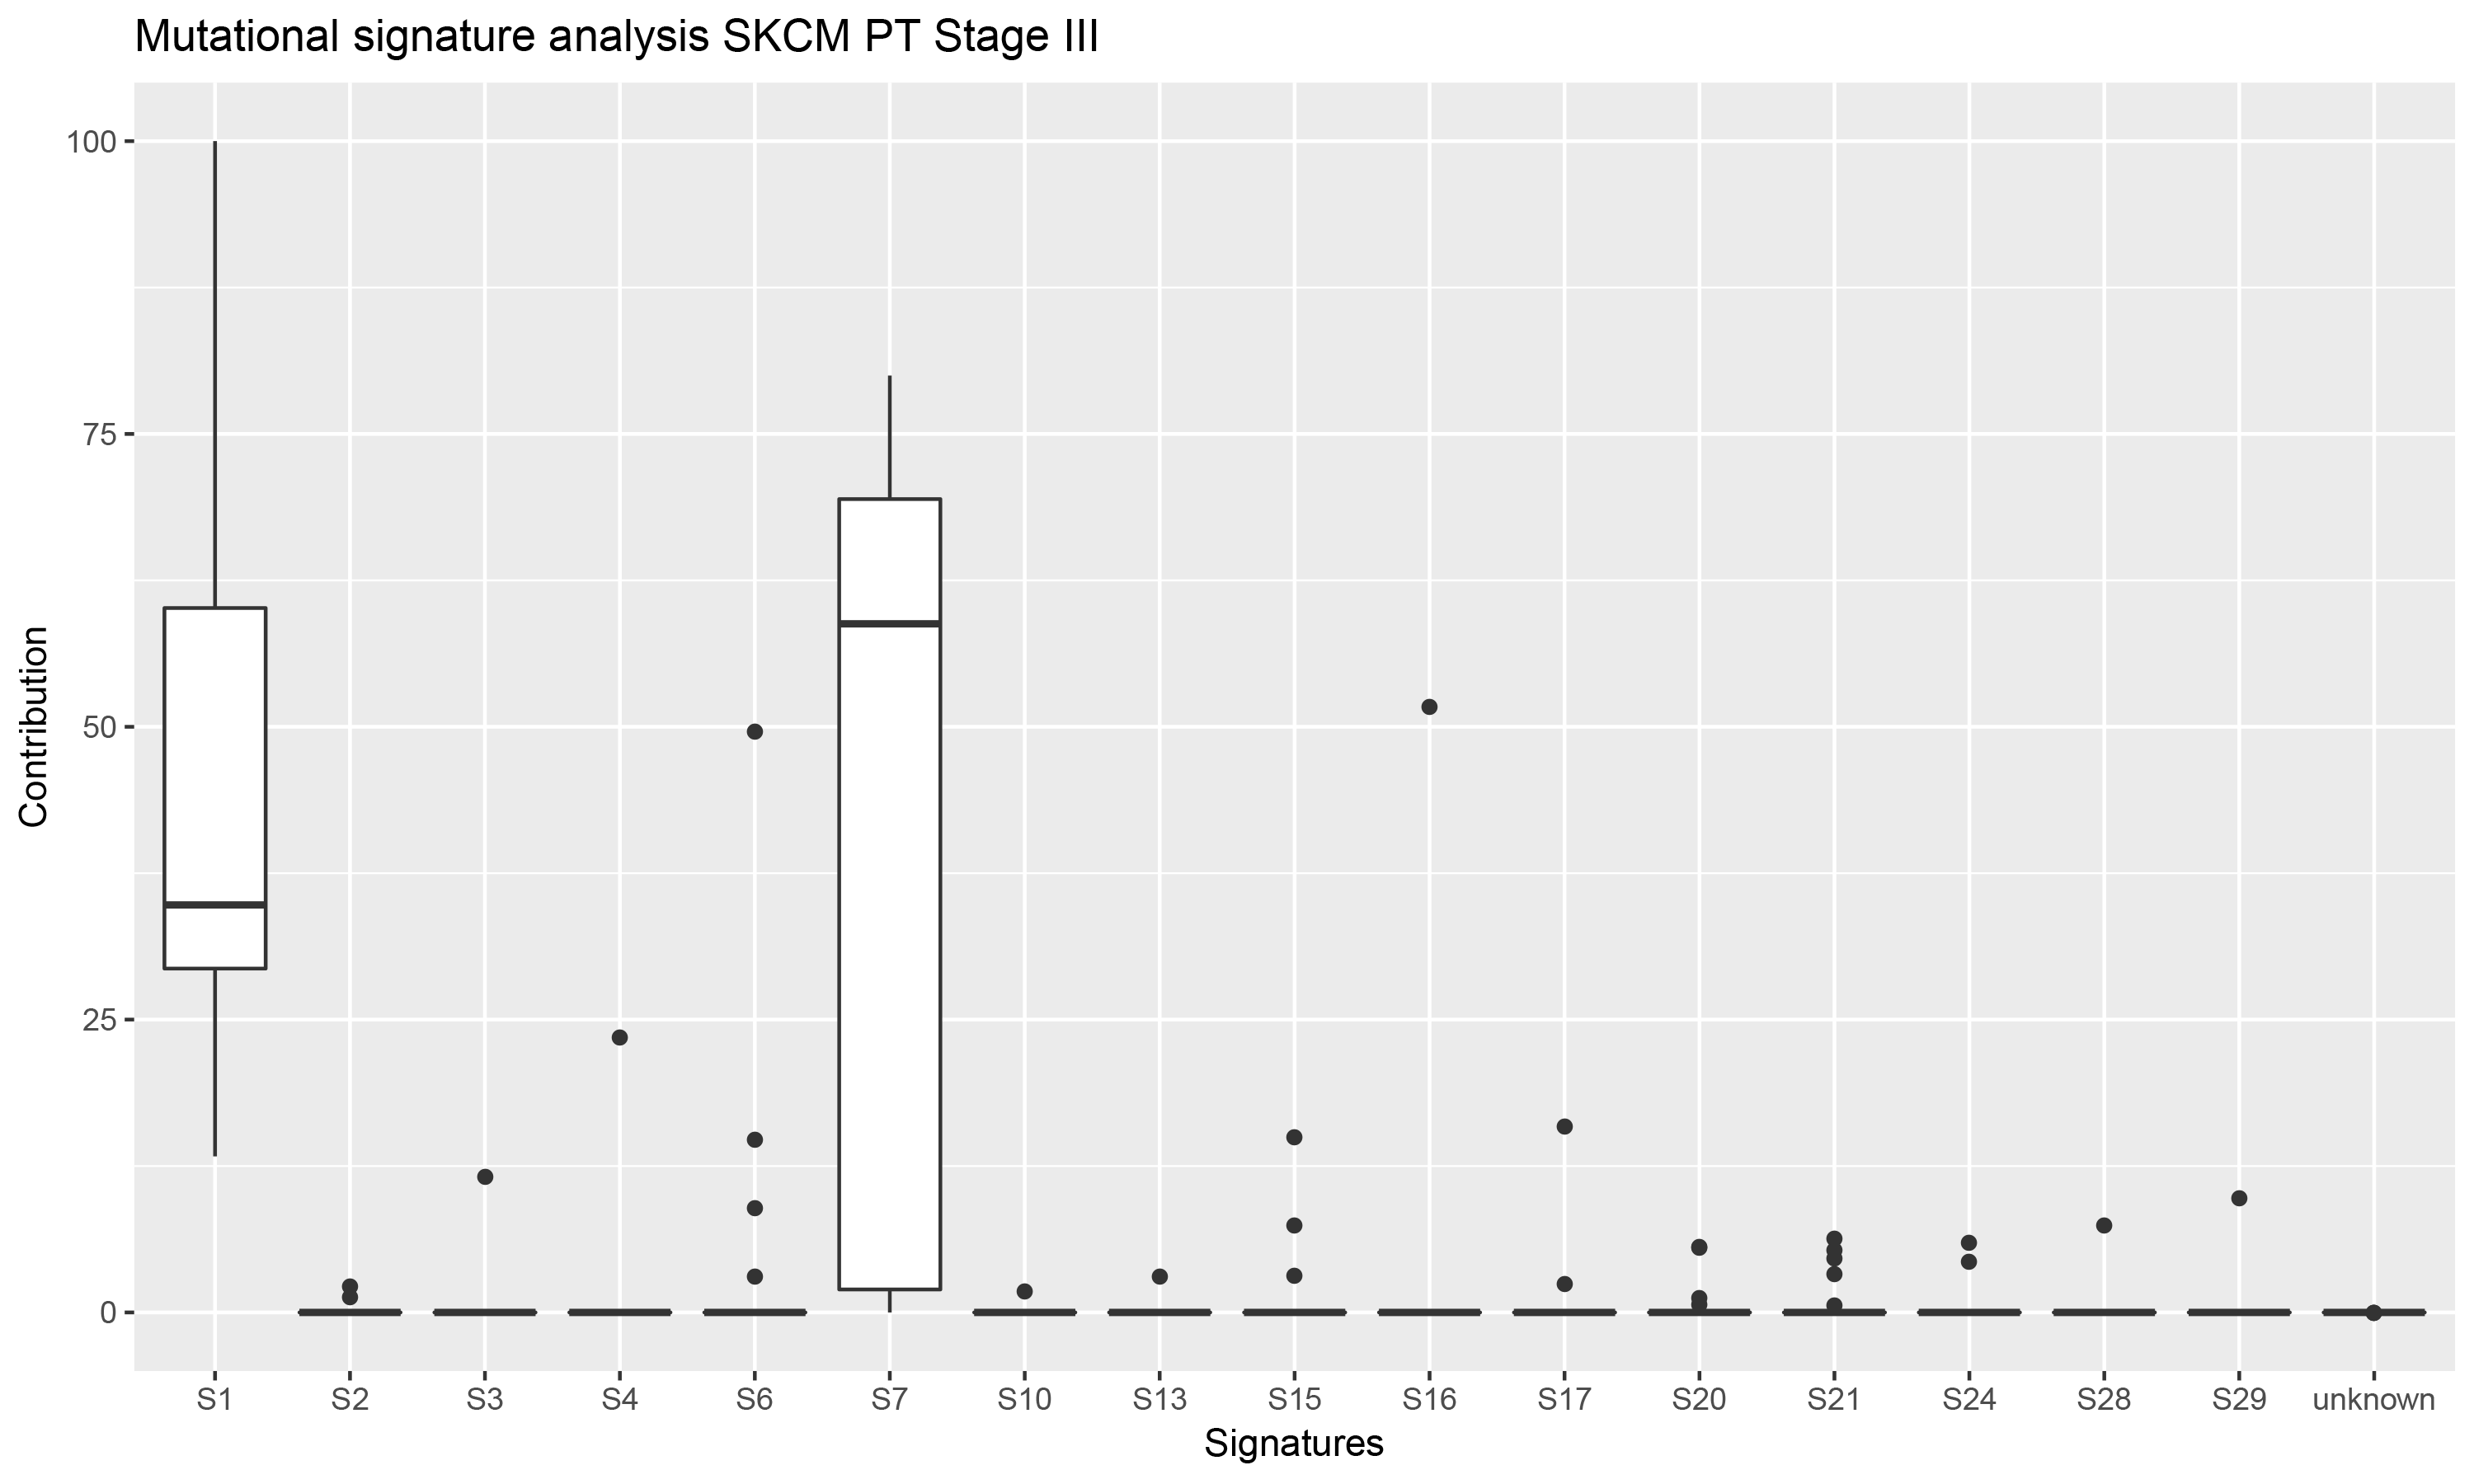 Mutational signature analysis SKCM PT Stage III
100
75
50
25
0
Contribution
S1 S2 S3 S4 S6 S7 S10 S13 S15 S16 S17 S20 S21 S24 S28 S29 unknown
Signatures